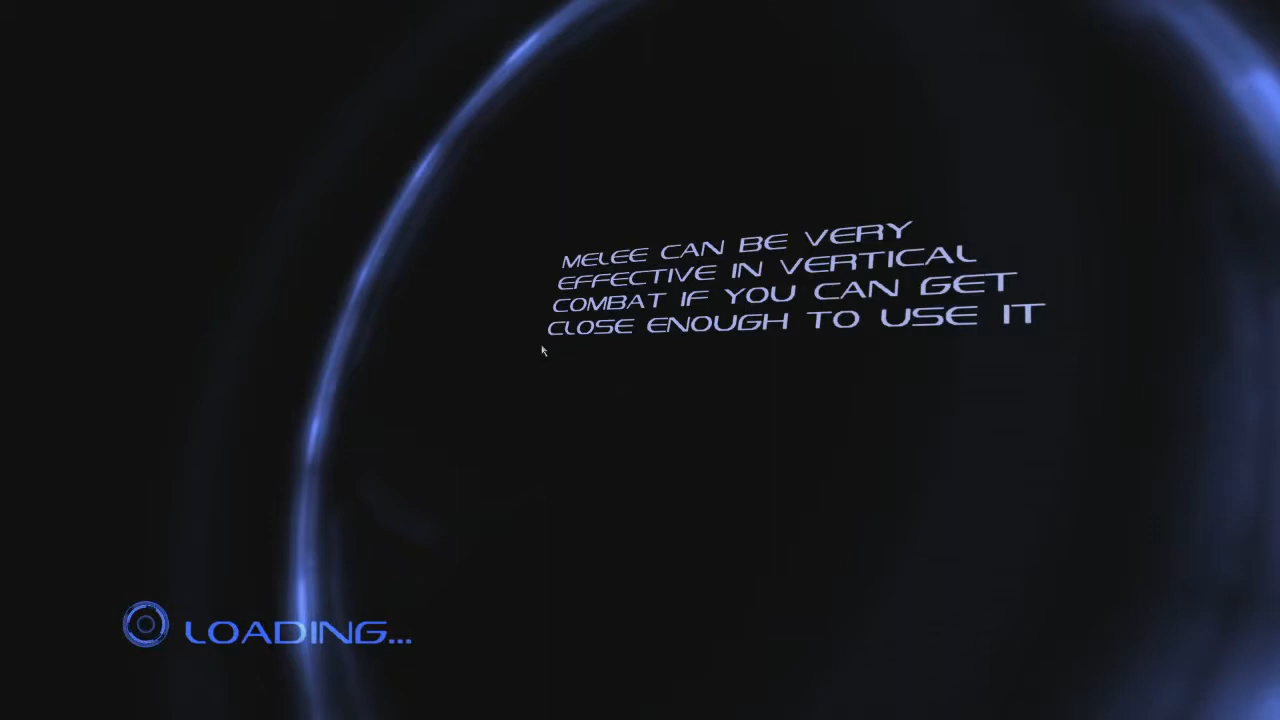 MELEE CAN BE VERY
EFFECTIVE IN VERTICAL
COMBAT IF YOU CAN GET
CLOSE ENOUGH TO USE IT
LOADING...